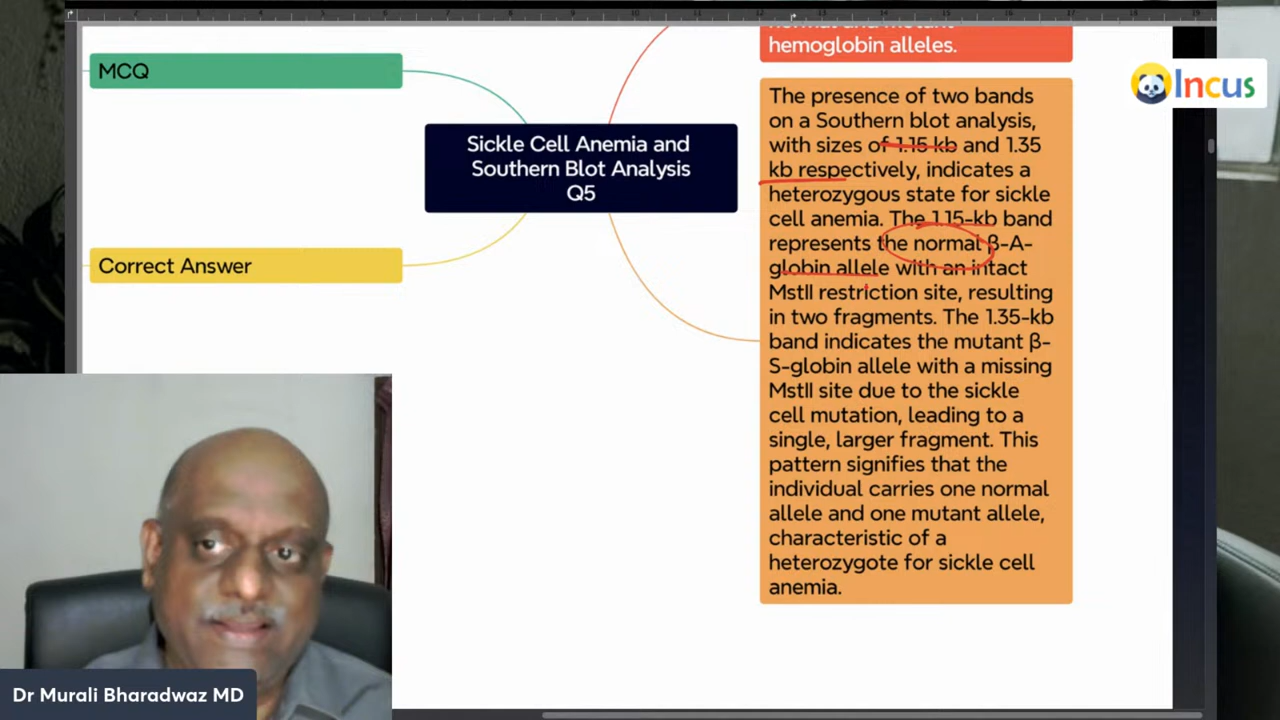 MCQ
Sickle Cell Anemia and
Southern Blot Analysis
Q5
Correct Answer
hemoglobin alleles.
The presence of two bands
on a Southern blot analysis,
with sizes of 1.15 kb and 1.35
kb respectively, indicates a
heterozygous state for sickle
cell anemia. The 1.15-kb band
represents the normal β-A-
globin allele with an intact
MstII restriction site, resulting
in two fragments. The 1.35-kb
band indicates the mutant β-
S-globin allele with a missing
MstII site due to the sickle
cell mutation, leading to a
single, larger fragment. This
pattern signifies that the
individual carries one normal
allele and one mutant allele,
characteristic of a
heterozygote for sickle cell
anemia.
Incus
Dr Murali Bharadwaz MD